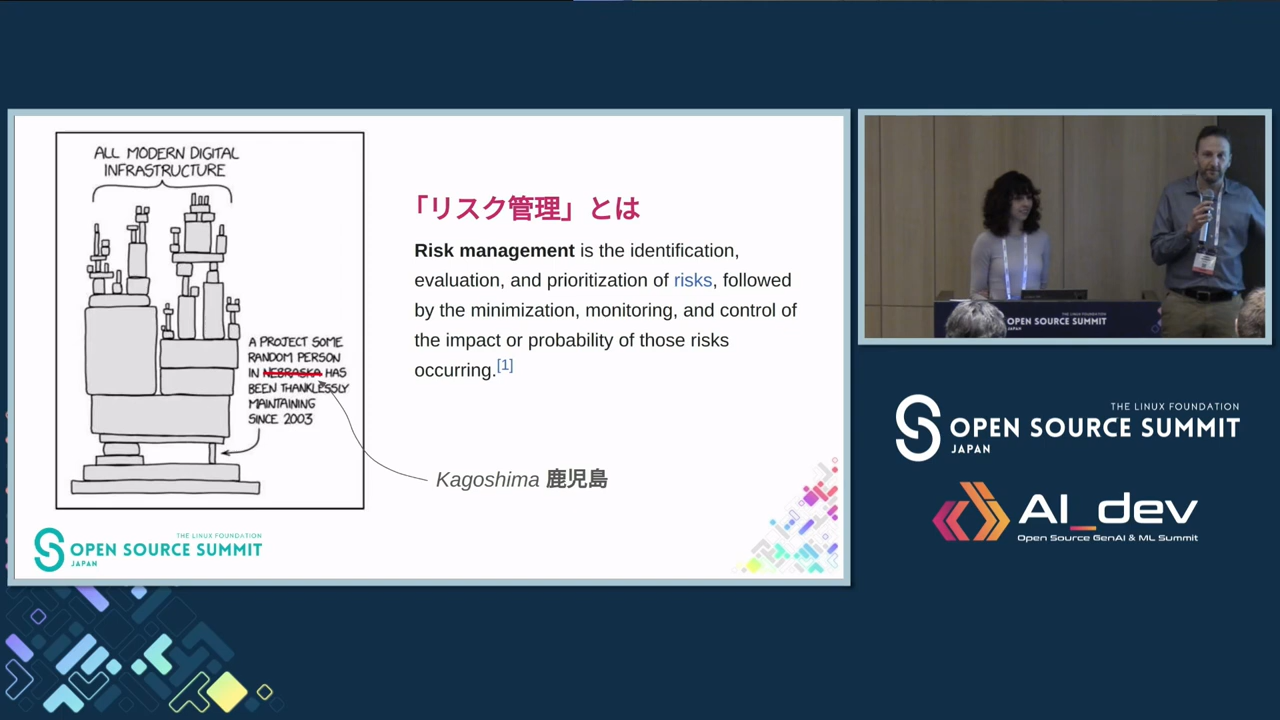 ALL MODERN DIGITAL
INFRASTRUCTURE
A PROJECT SOME
RANDOM PERSON
IN NEBRASKA HAS
BEEN THANKLESSLY
MAINTAINING
SINCE 2003
「リスク管理」とは
Risk management is the identification,
evaluation, and prioritization of risks, followed
by the minimization, monitoring, and control of
the impact or probability of those risks
occurring.[1]
Kagoshima 鹿児島
THE LINUX FOUNDATION
OPEN SOURCE SUMMIT
JAPAN
THE LINUX FOUNDATION
OPEN SOURCE SUMMIT
JAPAN
THE LINUX FOUNDATION
OPEN SOURCE SUMMIT
JAPAN
AI_dev
Open Source GenAI & ML Summit